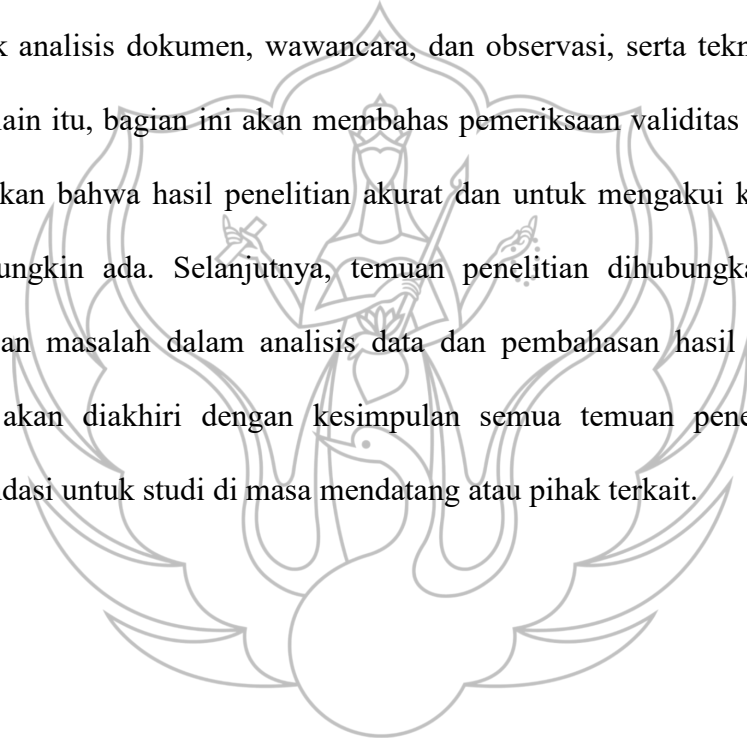 k analisis dokumen, wawancara, dan observasi, serta tekn
ain itu, bagian ini akan membahas pemeriksaan validitas
kan bahwa hasil penelitian akurat dan untuk mengakui k
ungkin ada. Selanjutnya, temuan penelitian dihubungka
an masalah dalam analisis data dan pembahasan hasil
akan diakhiri dengan kesimpulan semua temuan pene
dasi untuk studi di masa mendatang atau pihak terkait.